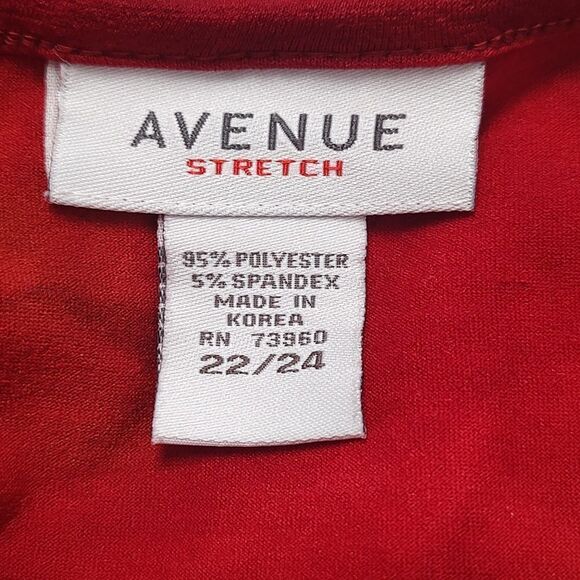 AVENUE
STRETCH
95% POLYESTER
5% SPANDEX
MADE IN
KOREA
RN 73960
22/24